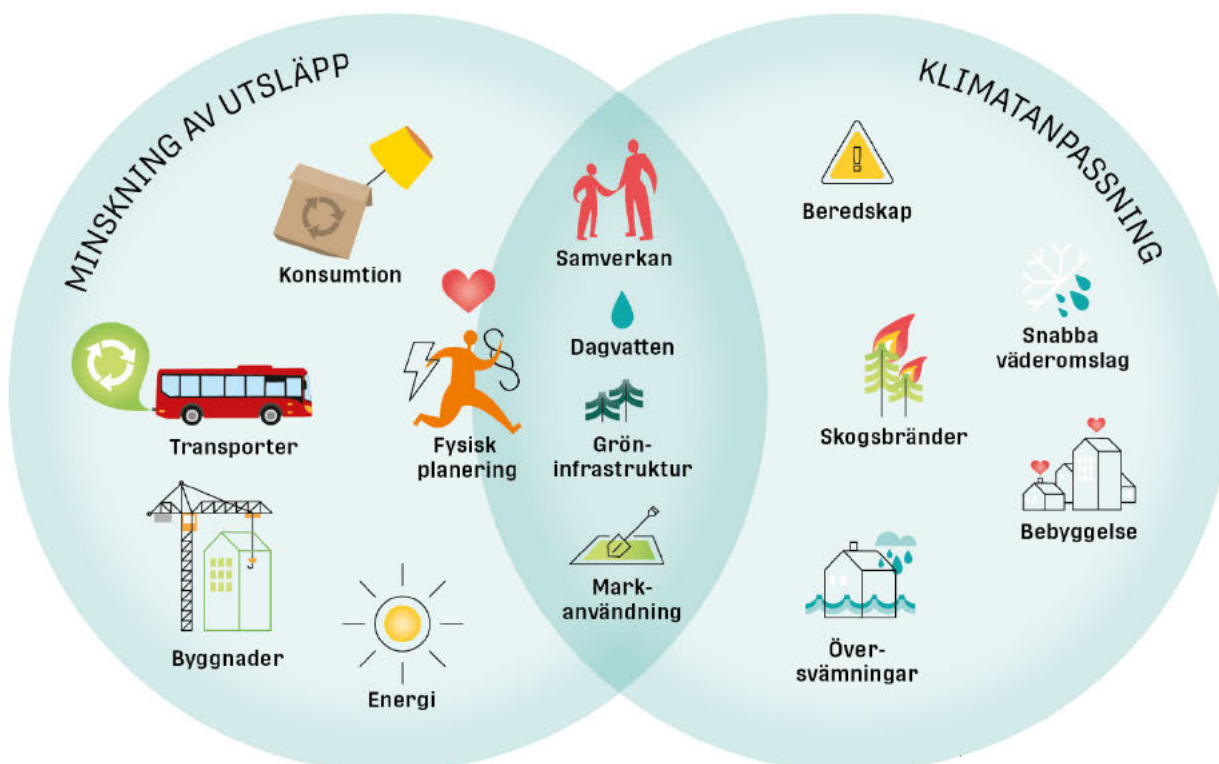 MINSKNING AV UTSLÄPP
Konsumtion
Transporter
Fysisk
planering
Byggnader
Energi
Samverkan
Dagvatten
Grön-
infrastruktur
Mark-
användning
KLIMATANPASSNING
Beredskap
Snabba
väderomslag
Skogsbränder
Bebyggelse
Över-
svämningar